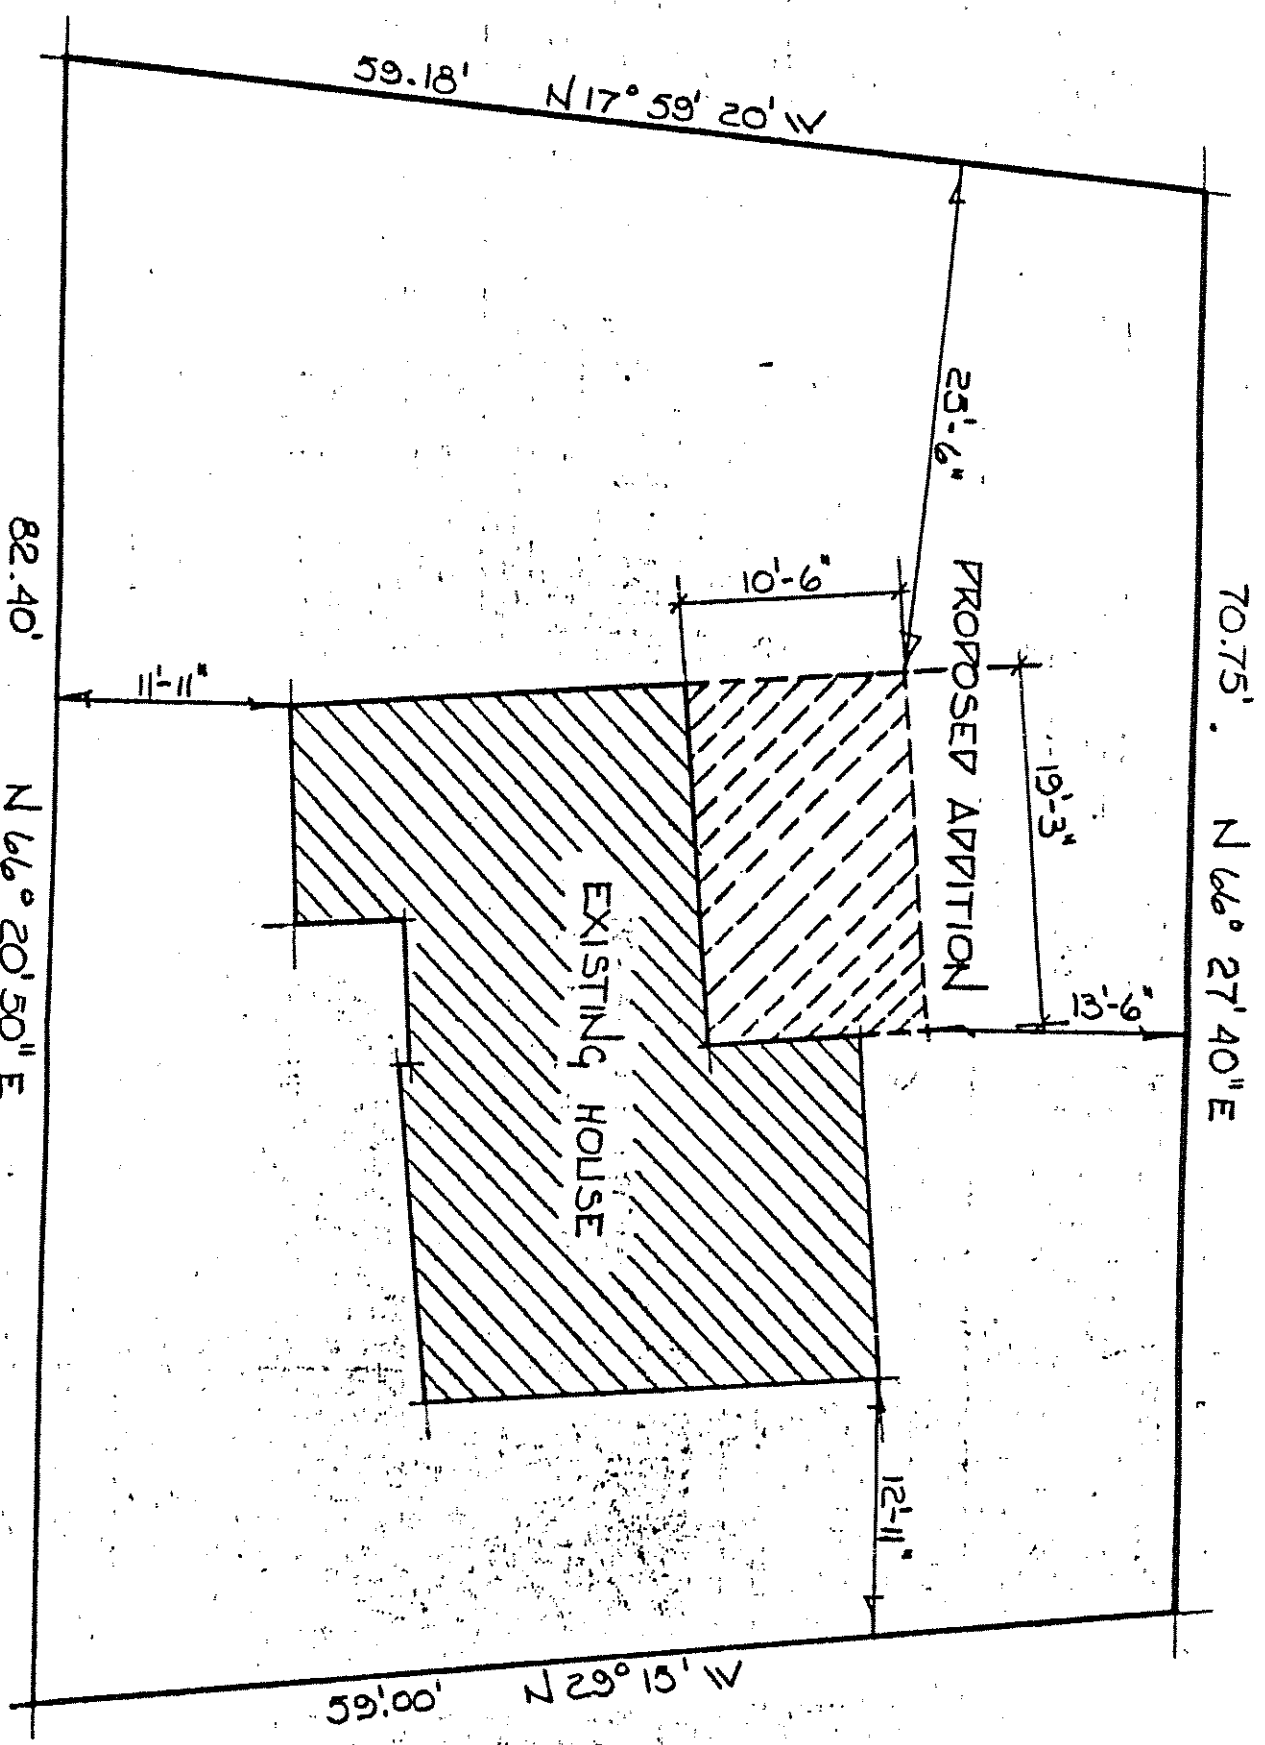 59.18' N 17° 59' 20' W
70.75'. N 66° 27' 40" E
25'-6"
PROPOSED ADDITION
10'-6"
19'-3"
13'-6"
11'-11"
EXISTING HOUSE
12'-11"
82.40' N 66° 20' 50" E
59'.00' N 29° 15' W